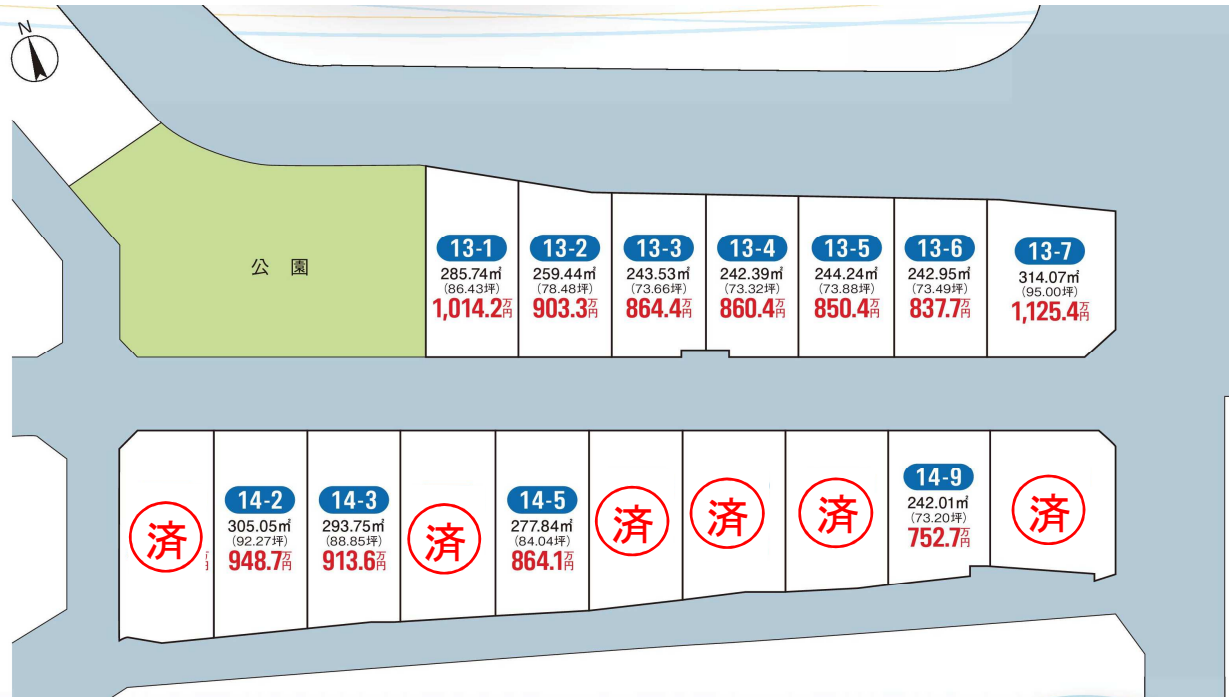 N
公 園
13-1
285.74㎡
(86.43坪)
1,014.2万円
13-2
259.44㎡
(78.48坪)
903.3万円
13-3
243.53㎡
(73.66坪)
864.4万円
13-4
242.39㎡
(73.32坪)
860.4万円
13-5
244.24㎡
(73.88坪)
850.4万円
13-6
242.95㎡
(73.49坪)
837.7万円
13-7
314.07㎡
(95.00坪)
1,125.4万円
済
14-2
305.05㎡
(92.27坪)
948.7万円
14-3
293.75㎡
(88.85坪)
913.6万円
済
14-5
277.84㎡
(84.04坪)
864.1万円
済
済
済
14-9
242.01㎡
(73.20坪)
752.7万円
済